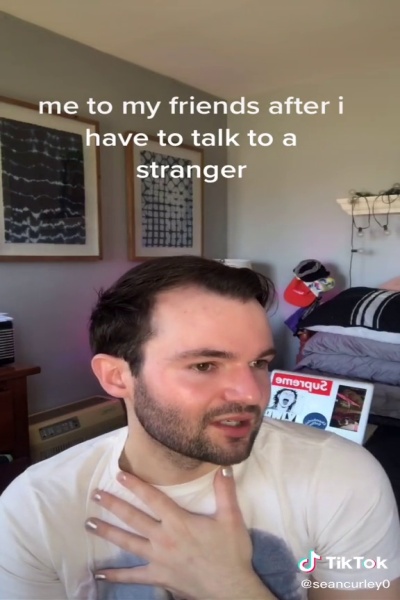 me to my friends after i
have to talk to a
stranger
Supreme
TikTok
@seancurley0